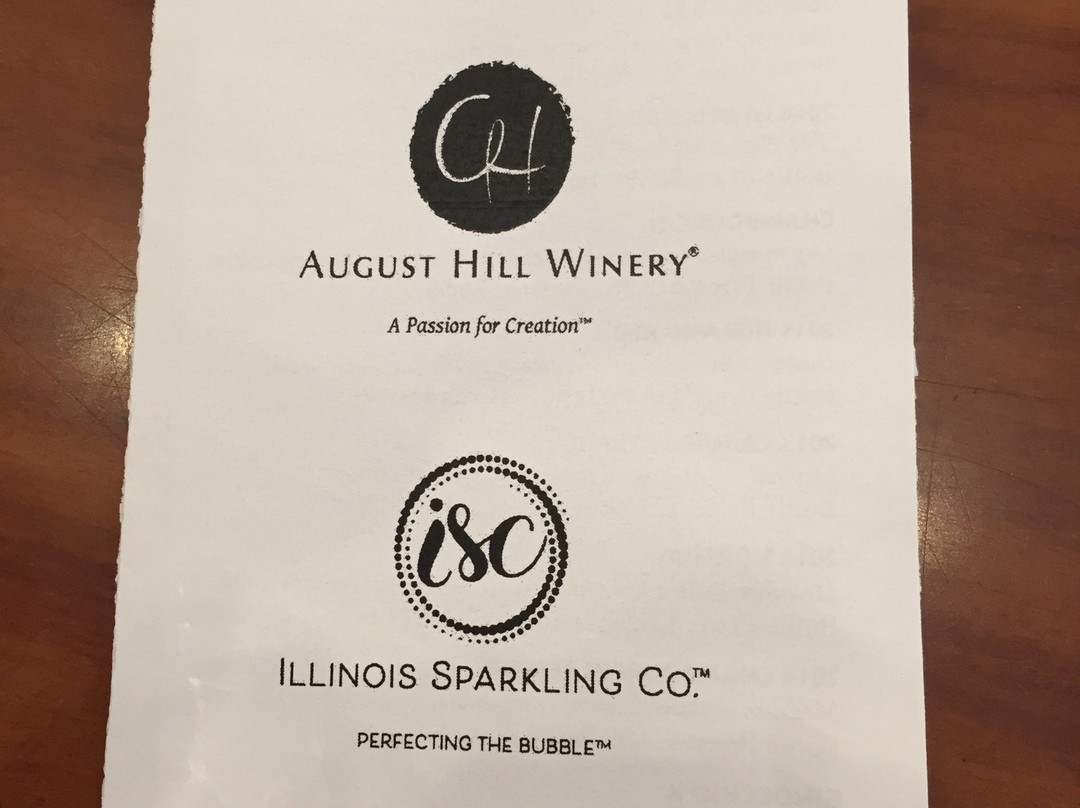 AH
AUGUST HILL WINERY®
A Passion for Creation™
isc
ILLINOIS SPARKLING CO.™
PERFECTING THE BUBBLE™